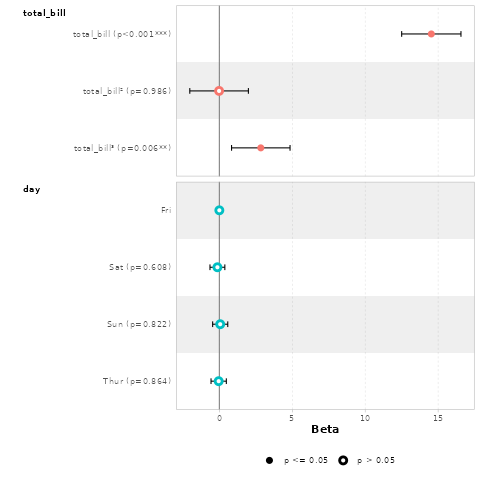 total_bill
total_bill (p<0.001***)
total_bill² (p=0.986)
total_bill³ (p=0.006**)
day
Fri
Sat (p=0.608)
Sun (p=0.822)
Thur (p=0.864)
0 5 10 15
Beta
p <= 0.05 p > 0.05